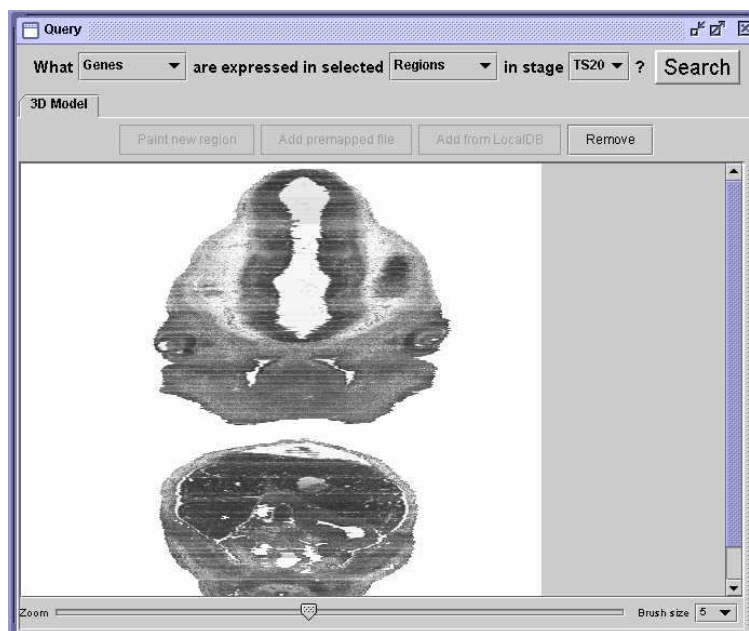 Query
What Genes are expressed in selected Regions in stage TS20 ? Search
3D Model
Paint new region Add premapped file Add from LocalDB Remove
Zoom Brush size 5